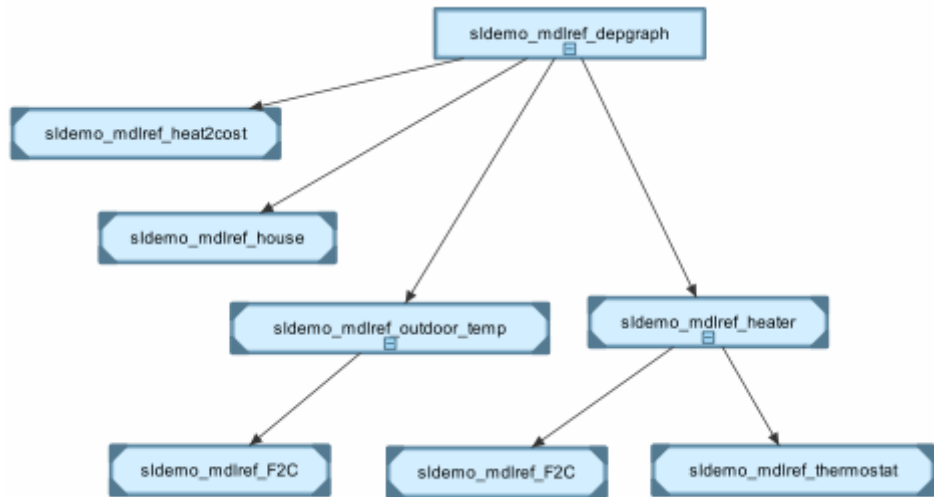 sldemo_mdlref_depgraph
sldemo_mdlref_heat2cost
sldemo_mdlref_house
sldemo_mdlref_outdoor_temp
sldemo_mdlref_heater
sldemo_mdlref_F2C
sldemo_mdlref_F2C
sldemo_mdlref_thermostat